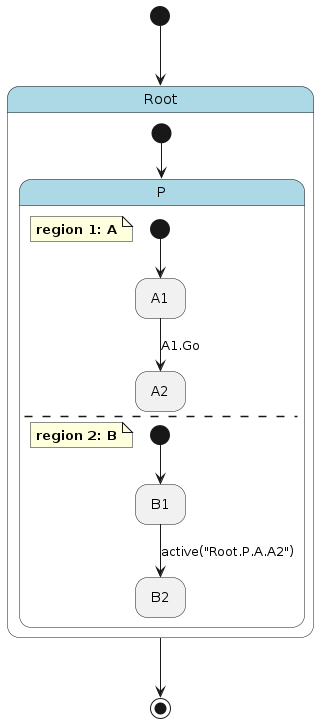 Root
P
region 1: A
A1
A1.Go
A2
region 2: B
B1
active("Root.P.A.A2")
B2